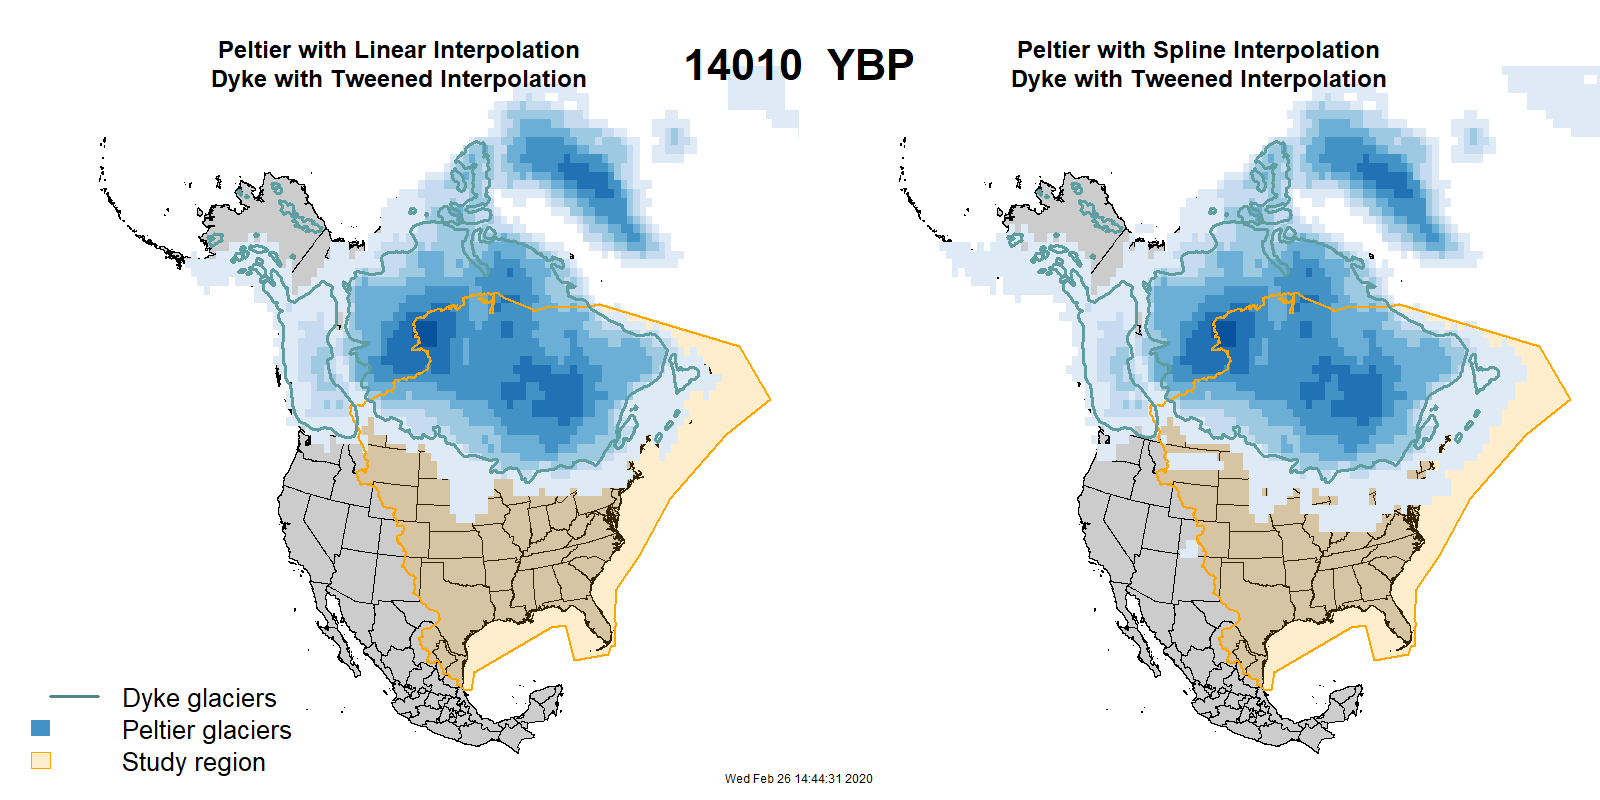 Peltier with Linear Interpolation
Dyke with Tweened Interpolation
14010 YBP
Peltier with Spline Interpolation
Dyke with Tweened Interpolation
Dyke glaciers
Peltier glaciers
Study region
Wed Feb 26 14:44:31 2020